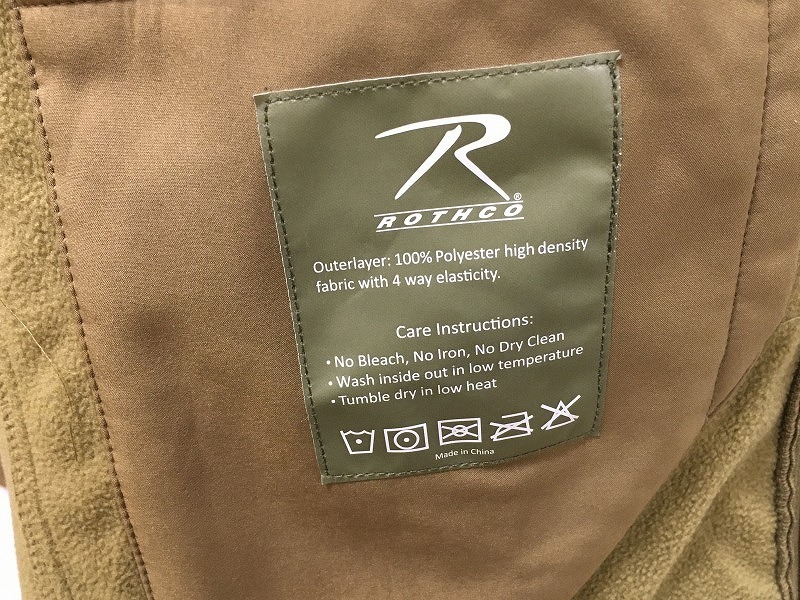 R
ROTHCO®
Outerlayer: 100% Polyester high density
fabric with 4 way elasticity.
Care Instructions:
• No Bleach, No Iron, No Dry Clean
• Wash inside out in low temperature
• Tumble dry in low heat
Made in China